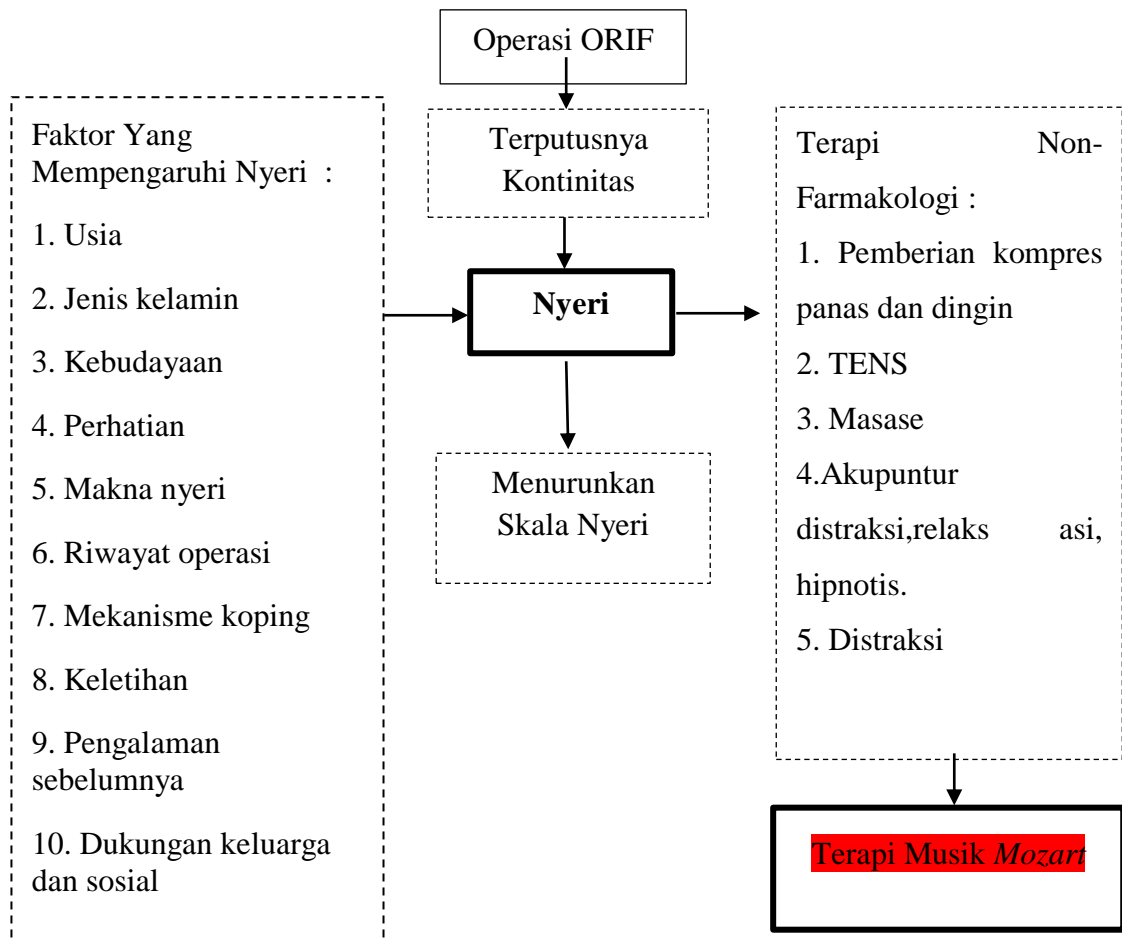 Operasi ORIF
Terputusnya
Kontinitas
Nyeri
Menurunkan
Skala Nyeri
Faktor Yang
Mempengaruhi Nyeri  :
1. Usia
2. Jenis kelamin
3. Kebudayaan
4. Perhatian
5. Makna nyeri
6. Riwayat operasi
7. Mekanisme koping
8. Keletihan
9. Pengalaman
sebelumnya
10. Dukungan keluarga
dan sosial
Terapi Non-
Farmakologi :
1. Pemberian kompres
panas dan dingin
2. TENS
3. Masase
4.Akupuntur
distraksi,relaks asi,
hipnotis.
5. Distraksi
Terapi Musik Mozart